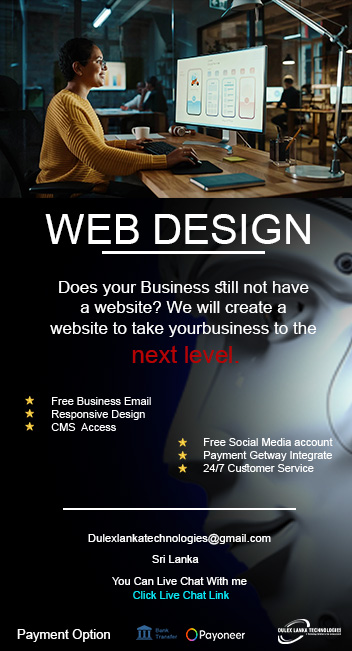 WEB DESIGN
Does your Business still not have
a website? We will create a
website to take yourbusiness to the
next level.
Free Business Email
Responsive Design
CMS Access
Free Social Media account
Payment Getway Integrate
24/7 Customer Service
Dulexlankatechnologies@gmail.com
Sri Lanka
You Can Live Chat With me
Click Live Chat Link
Payment Option
Bank
Transfer
Payoneer
DULEX LANKA TECHNOLOGIES